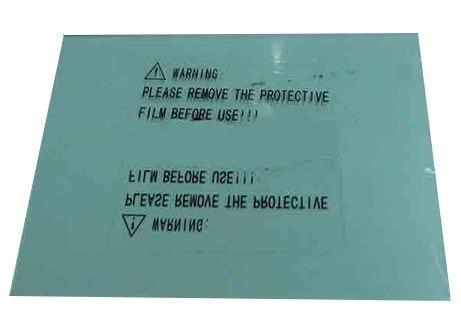 ⚠ WARNING:
PLEASE REMOVE THE PROTECTIVE
FILM BEFORE USE!!!
FILM BEFORE USE!!!
PLEASE REMOVE THE PROTECTIVE
⚠ WARNING: